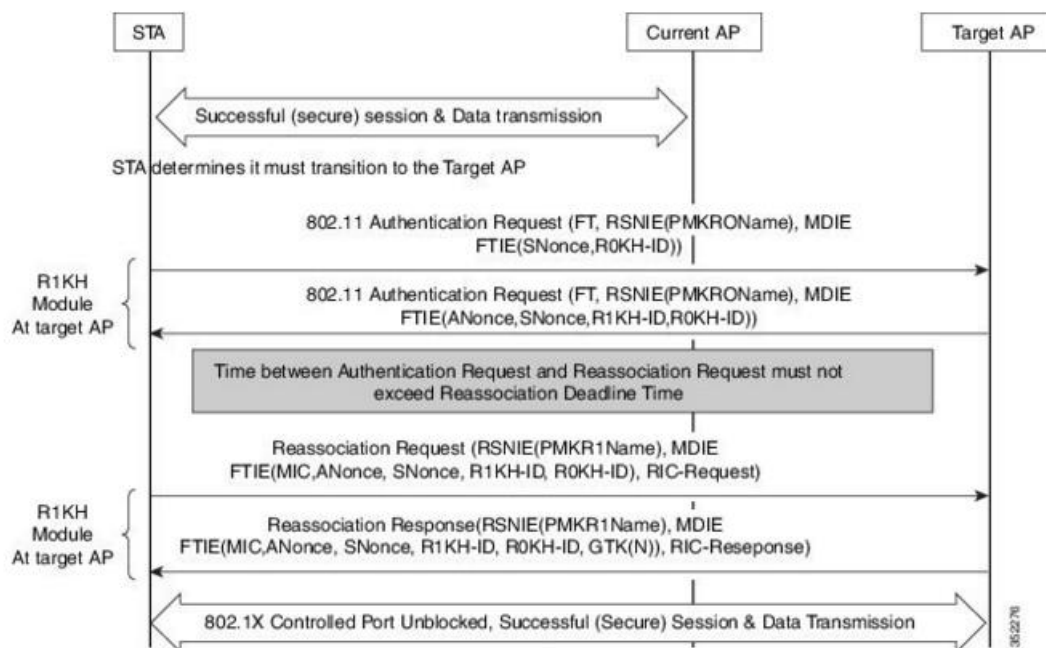 STA
Current AP
Target AP
Successful (secure) session & Data transmission
STA determines it must transition to the Target AP
802.11 Authentication Request (FT, RSNIE(PMKROName), MDIE
FTIE(SNonce,R0KH-ID))
R1KH
Module
At target AP
802.11 Authentication Request (FT, RSNIE(PMKROName), MDIE
FTIE(ANonce,SNonce,R1KH-ID,R0KH-ID))
Time between Authentication Request and Reassociation Request must not
exceed Reassociation Deadline Time
Reassociation Request (RSNIE(PMKR1Name), MDIE
FTIE(MIC,ANonce, SNonce, R1KH-ID, R0KH-ID), RIC-Request)
R1KH
Module
At target AP
Reassociation Response(RSNIE(PMKR1Name), MDIE
FTIE(MIC,ANonce, SNonce, R1KH-ID, R0KH-ID, GTK(N)), RIC-Reseponse)
802.1X Controlled Port Unblocked, Successful (Secure) Session & Data Transmission
352276